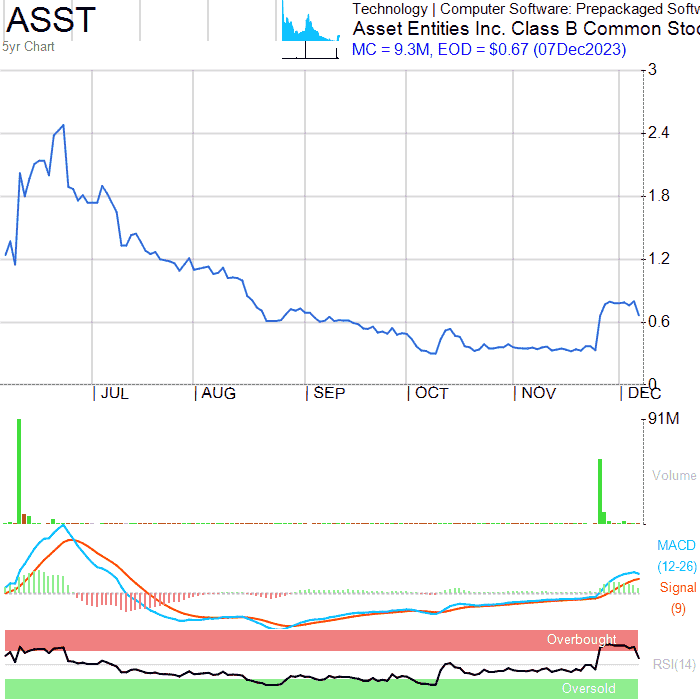 ASST
5yr Chart
Technology | Computer Software: Prepackaged Softw
Asset Entities Inc. Class B Common Stoc
MC = 9.3M, EOD = $0.67 (07Dec2023)
3
2.4
1.8
1.2
0.6
0
JUL
AUG
SEP
OCT
NOV
DEC
91M
Volume
MACD
(12-26)
Signal
(9)
Overbought
RSI(14)
Oversold